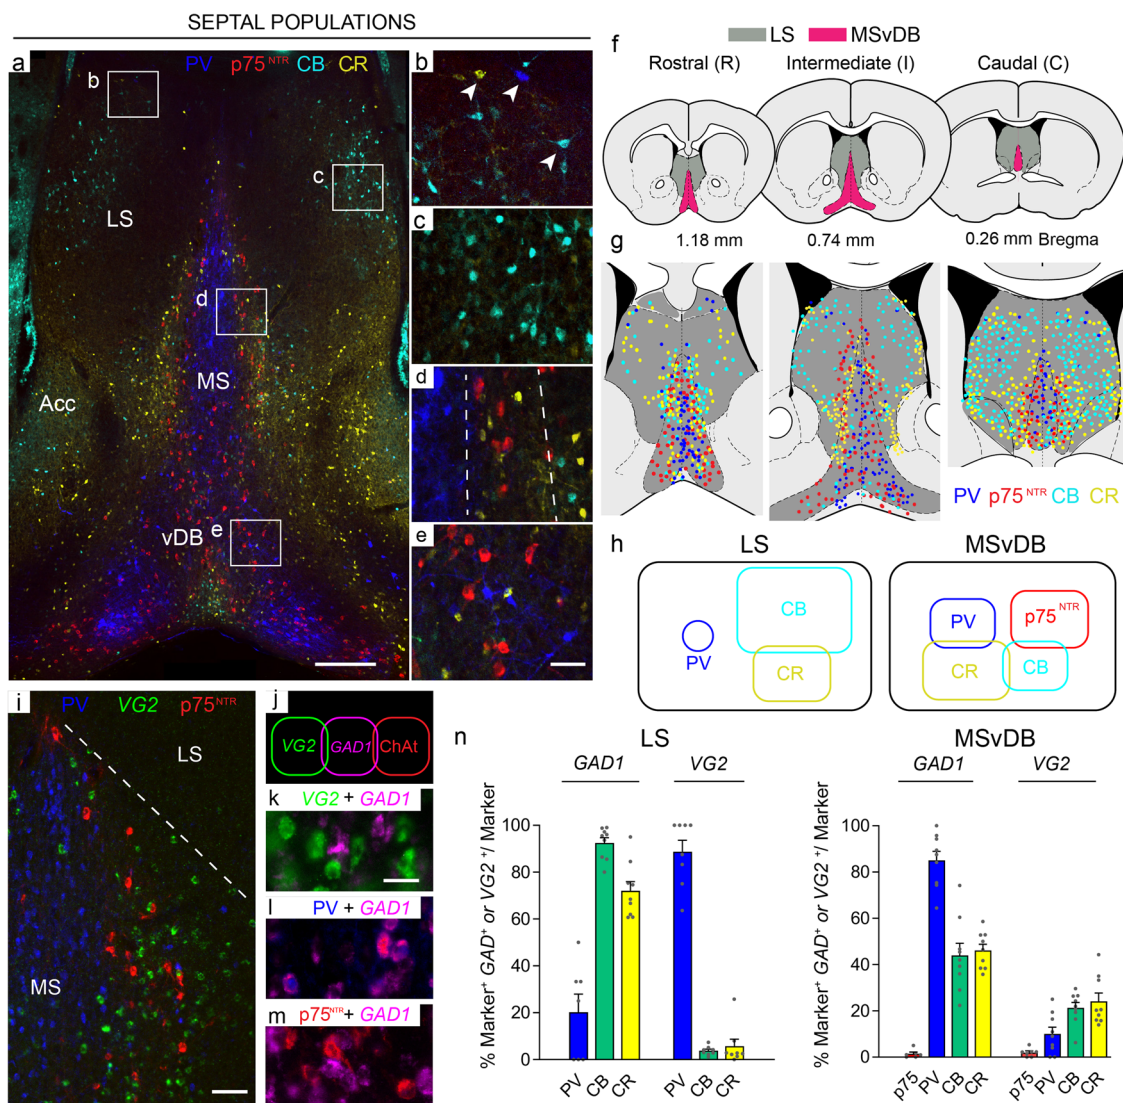 SEPTAL POPULATIONS
a
PV p75NTR CB CR
b
c
LS
d
MS
Acc
vDB e
b
c
d
e
f
LS MSvDB
Rostral (R) Intermediate (I) Caudal (C)
1.18 mm 0.74 mm 0.26 mm Bregma
g
PV p75NTR CB CR
h
LS MSvDB
CB
PV
CR
PV p75NTR
CR CB
i
PV VG2 p75NTR
LS
MS
j
VG2 GAD1 ChAt
k
VG2 + GAD1
l
PV + GAD1
m
p75NTR + GAD1
n
LS
GAD1 VG2
% Marker+ GAD+ or VG2 +/ Marker
100
80
60
40
20
0
PV CB CR PV CB CR
MSvDB
GAD1 VG2
% Marker+ GAD+ or VG2 +/ Marker
100
80
60
40
20
0
p75 PV CB CR p75 PV CB CR